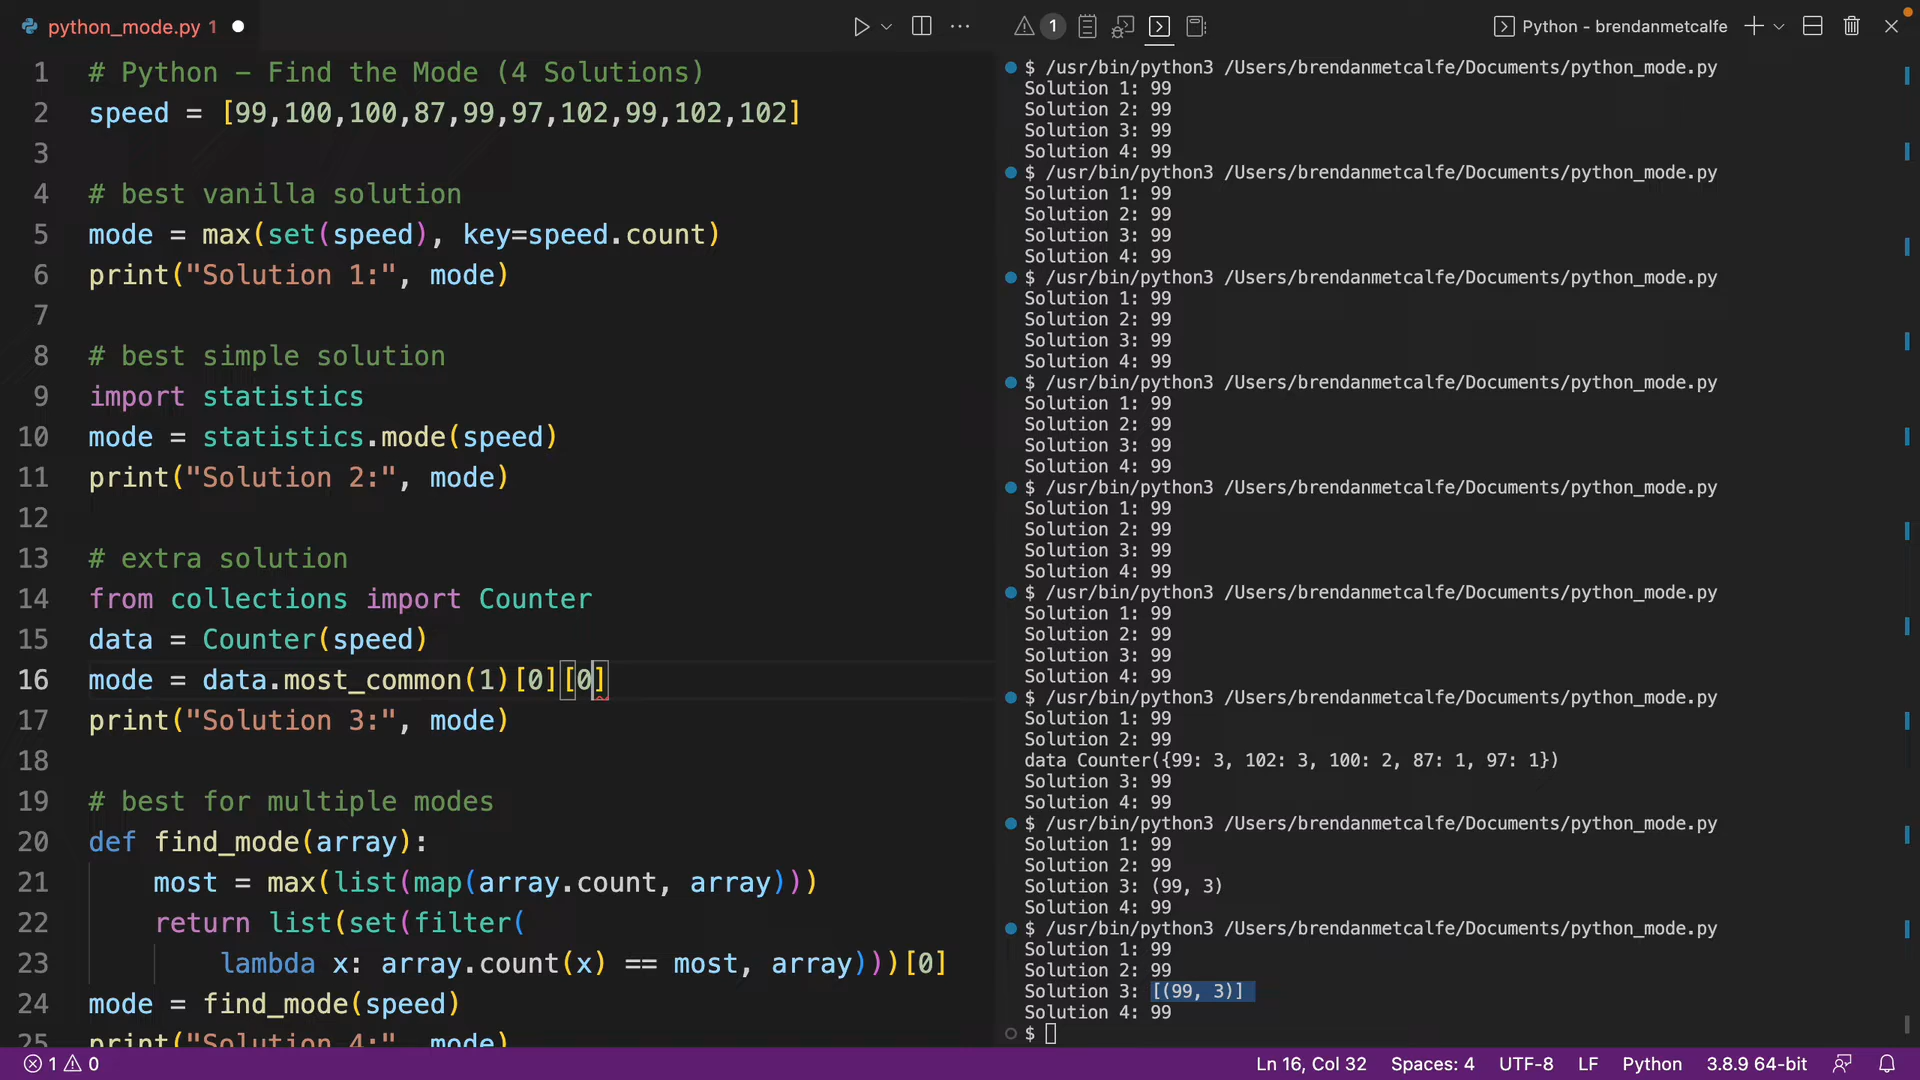 python_mode.py 1
1 # Python – Find the Mode (4 Solutions)
2 speed = [99,100,100,87,99,97,102,99,102,102]
3
4 # best vanilla solution
5 mode = max(set(speed), key=speed.count)
6 print("Solution 1:", mode)
7
8 # best simple solution
9 import statistics
10 mode = statistics.mode(speed)
11 print("Solution 2:", mode)
12
13 # extra solution
14 from collections import Counter
15 data = Counter(speed)
16 mode = data.most_common(1)[0][0]
17 print("Solution 3:", mode)
18
19 # best for multiple modes
20 def find_mode(array):
21 most = max(list(map(array.count, array)))
22 return list(set(filter(
23 lambda x: array.count(x) == most, array)))[0]
24 mode = find_mode(speed)
25 print("Solution 4:", mode)
1
Python - brendanmetcalfe
$ /usr/bin/python3 /Users/brendanmetcalfe/Documents/python_mode.py
Solution 1: 99
Solution 2: 99
Solution 3: 99
Solution 4: 99
$ /usr/bin/python3 /Users/brendanmetcalfe/Documents/python_mode.py
Solution 1: 99
Solution 2: 99
Solution 3: 99
Solution 4: 99
$ /usr/bin/python3 /Users/brendanmetcalfe/Documents/python_mode.py
Solution 1: 99
Solution 2: 99
Solution 3: 99
Solution 4: 99
$ /usr/bin/python3 /Users/brendanmetcalfe/Documents/python_mode.py
Solution 1: 99
Solution 2: 99
Solution 3: 99
Solution 4: 99
$ /usr/bin/python3 /Users/brendanmetcalfe/Documents/python_mode.py
Solution 1: 99
Solution 2: 99
Solution 3: 99
Solution 4: 99
$ /usr/bin/python3 /Users/brendanmetcalfe/Documents/python_mode.py
Solution 1: 99
Solution 2: 99
Solution 3: 99
Solution 4: 99
$ /usr/bin/python3 /Users/brendanmetcalfe/Documents/python_mode.py
Solution 1: 99
Solution 2: 99
data Counter({99: 3, 102: 3, 100: 2, 87: 1, 97: 1})
Solution 3: 99
Solution 4: 99
$ /usr/bin/python3 /Users/brendanmetcalfe/Documents/python_mode.py
Solution 1: 99
Solution 2: 99
Solution 3: (99, 3)
Solution 4: 99
$ /usr/bin/python3 /Users/brendanmetcalfe/Documents/python_mode.py
Solution 1: 99
Solution 2: 99
Solution 3: [(99, 3)]
Solution 4: 99
$
1 0
Ln 16, Col 32 Spaces: 4 UTF-8 LF Python 3.8.9 64-bit